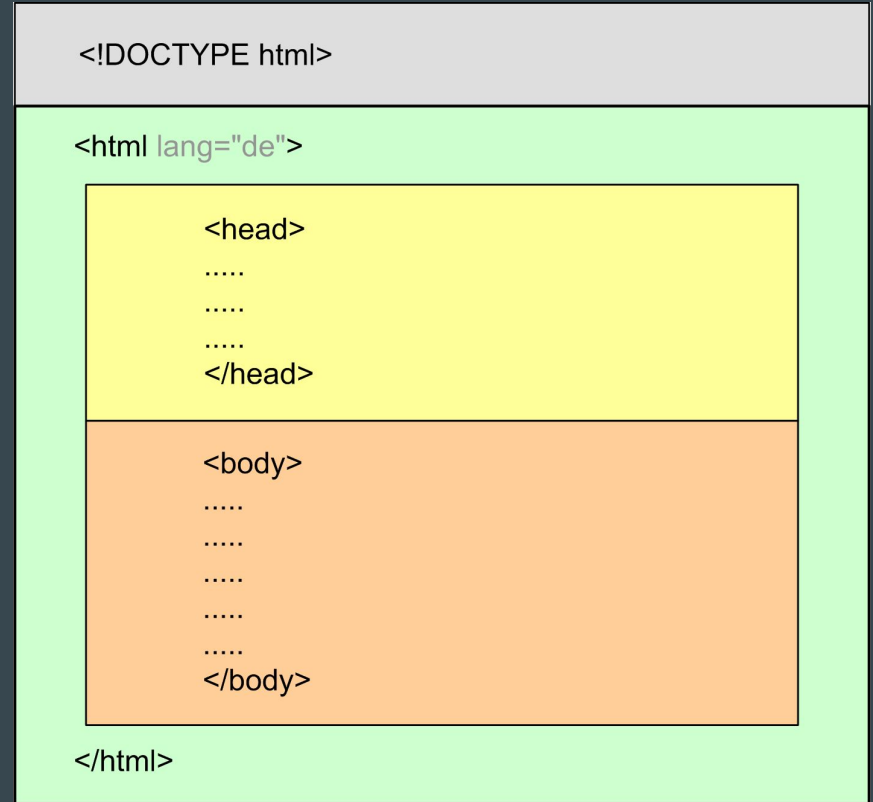 <!DOCTYPE html>
<html lang="de">
<head>
.....
.....
.....
</head>
<body>
.....
.....
.....
.....
.....
</body>
</html>